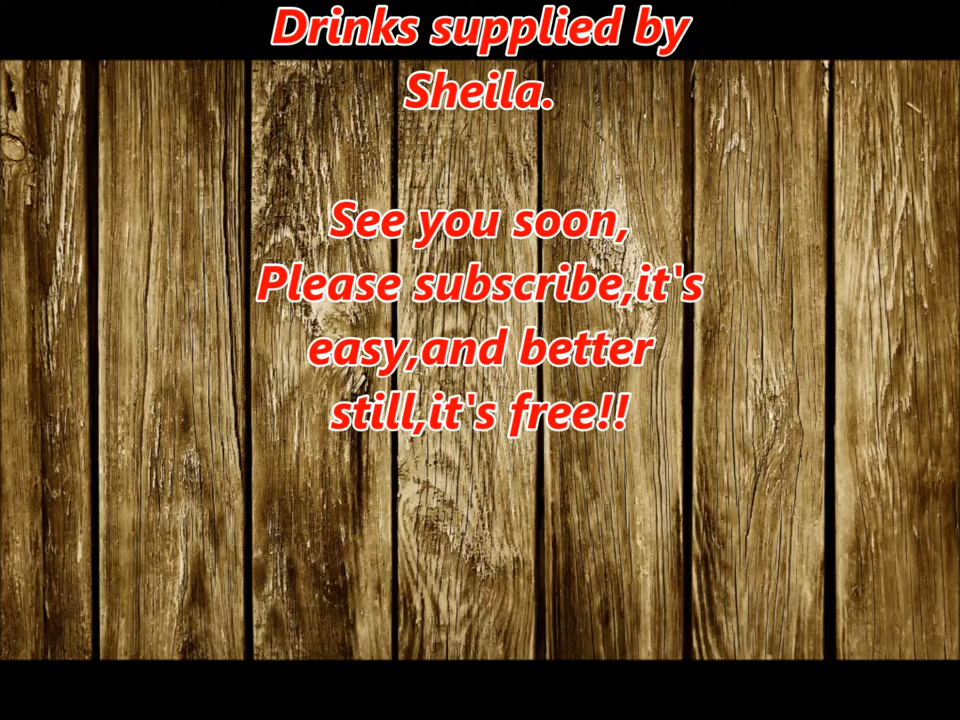 Drinks supplied by
Sheila.
See you soon,
Please subscribe,it's
easy,and better
still,it's free!!